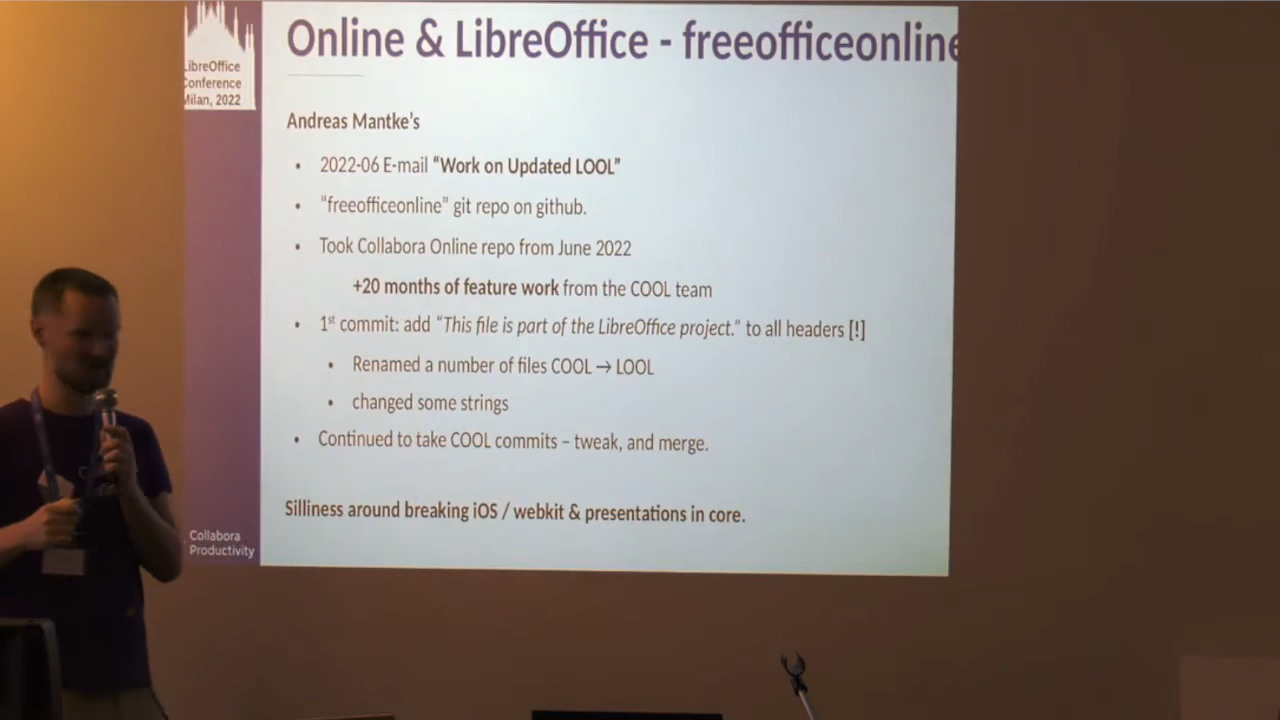 Online & LibreOffice - freeofficeonline
LibreOffice
Conference
Milan, 2022
Andreas Mantke’s
• 2022-06 E-mail “Work on Updated LOOL”
• “freeofficeonline” git repo on github.
• Took Collabora Online repo from June 2022
+20 months of feature work from the COOL team
• 1st commit: add “This file is part of the LibreOffice project.” to all headers [!]
• Renamed a number of files COOL → LOOL
• changed some strings
• Continued to take COOL commits – tweak, and merge.
Silliness around breaking iOS / webkit & presentations in core.
Collabora
Productivity